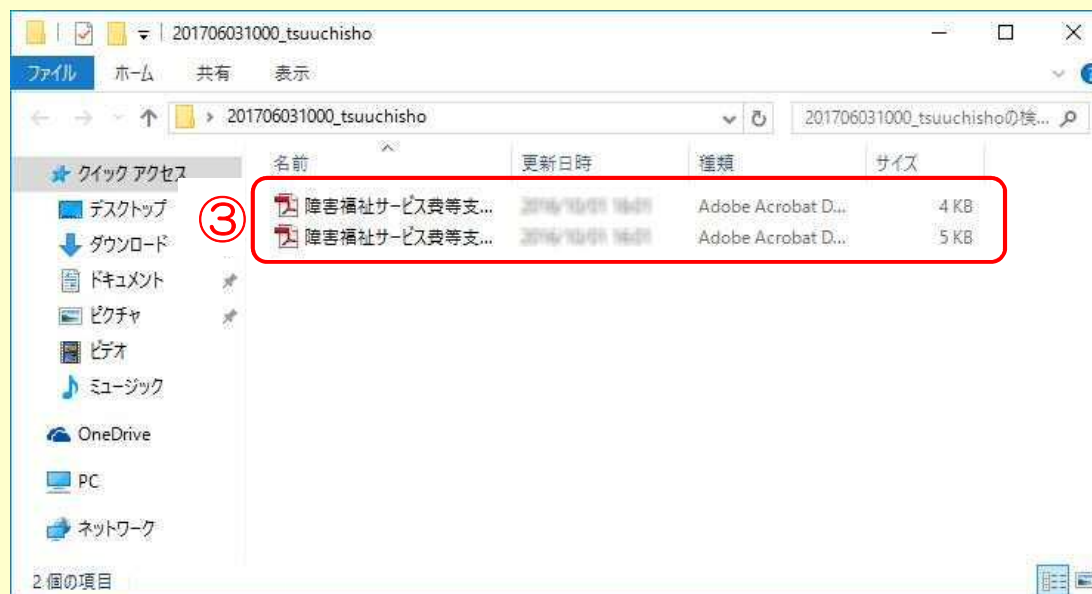 201706031000_tsuuchisho
ファイル ホーム 共有 表示
201706031000_tsuuchisho 201706031000_tsuuchishoの検...
名前 更新日時 種類 サイズ
クイック アクセス
デスクトップ
ダウンロード
ドキュメント
ピクチャ
ビデオ
ミュージック
OneDrive
PC
ネットワーク
③
障害福祉サービス費等支... Adobe Acrobat D... 4 KB
障害福祉サービス費等支... Adobe Acrobat D... 5 KB
2 個の項目